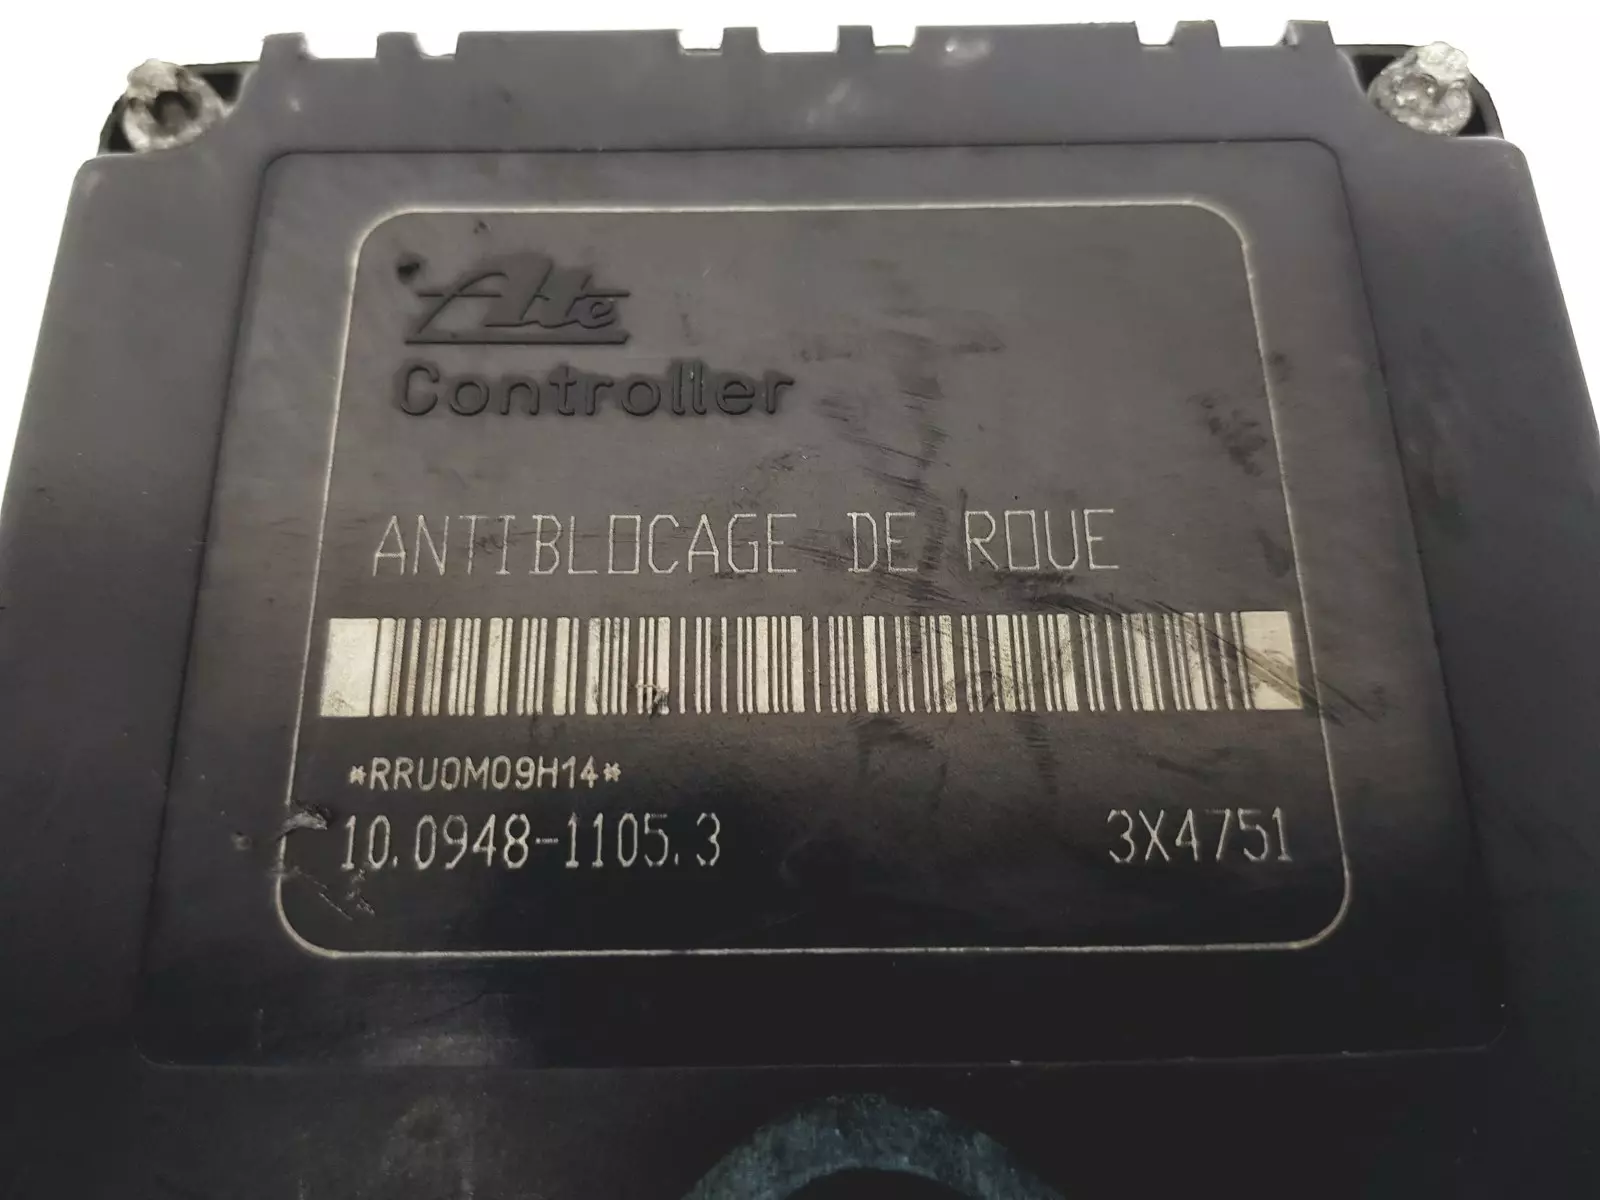 Ate
Controller
ANTIBLOCAGE DE ROUE
*RRU0M09H14*
10.0948-1105.3 3X4751